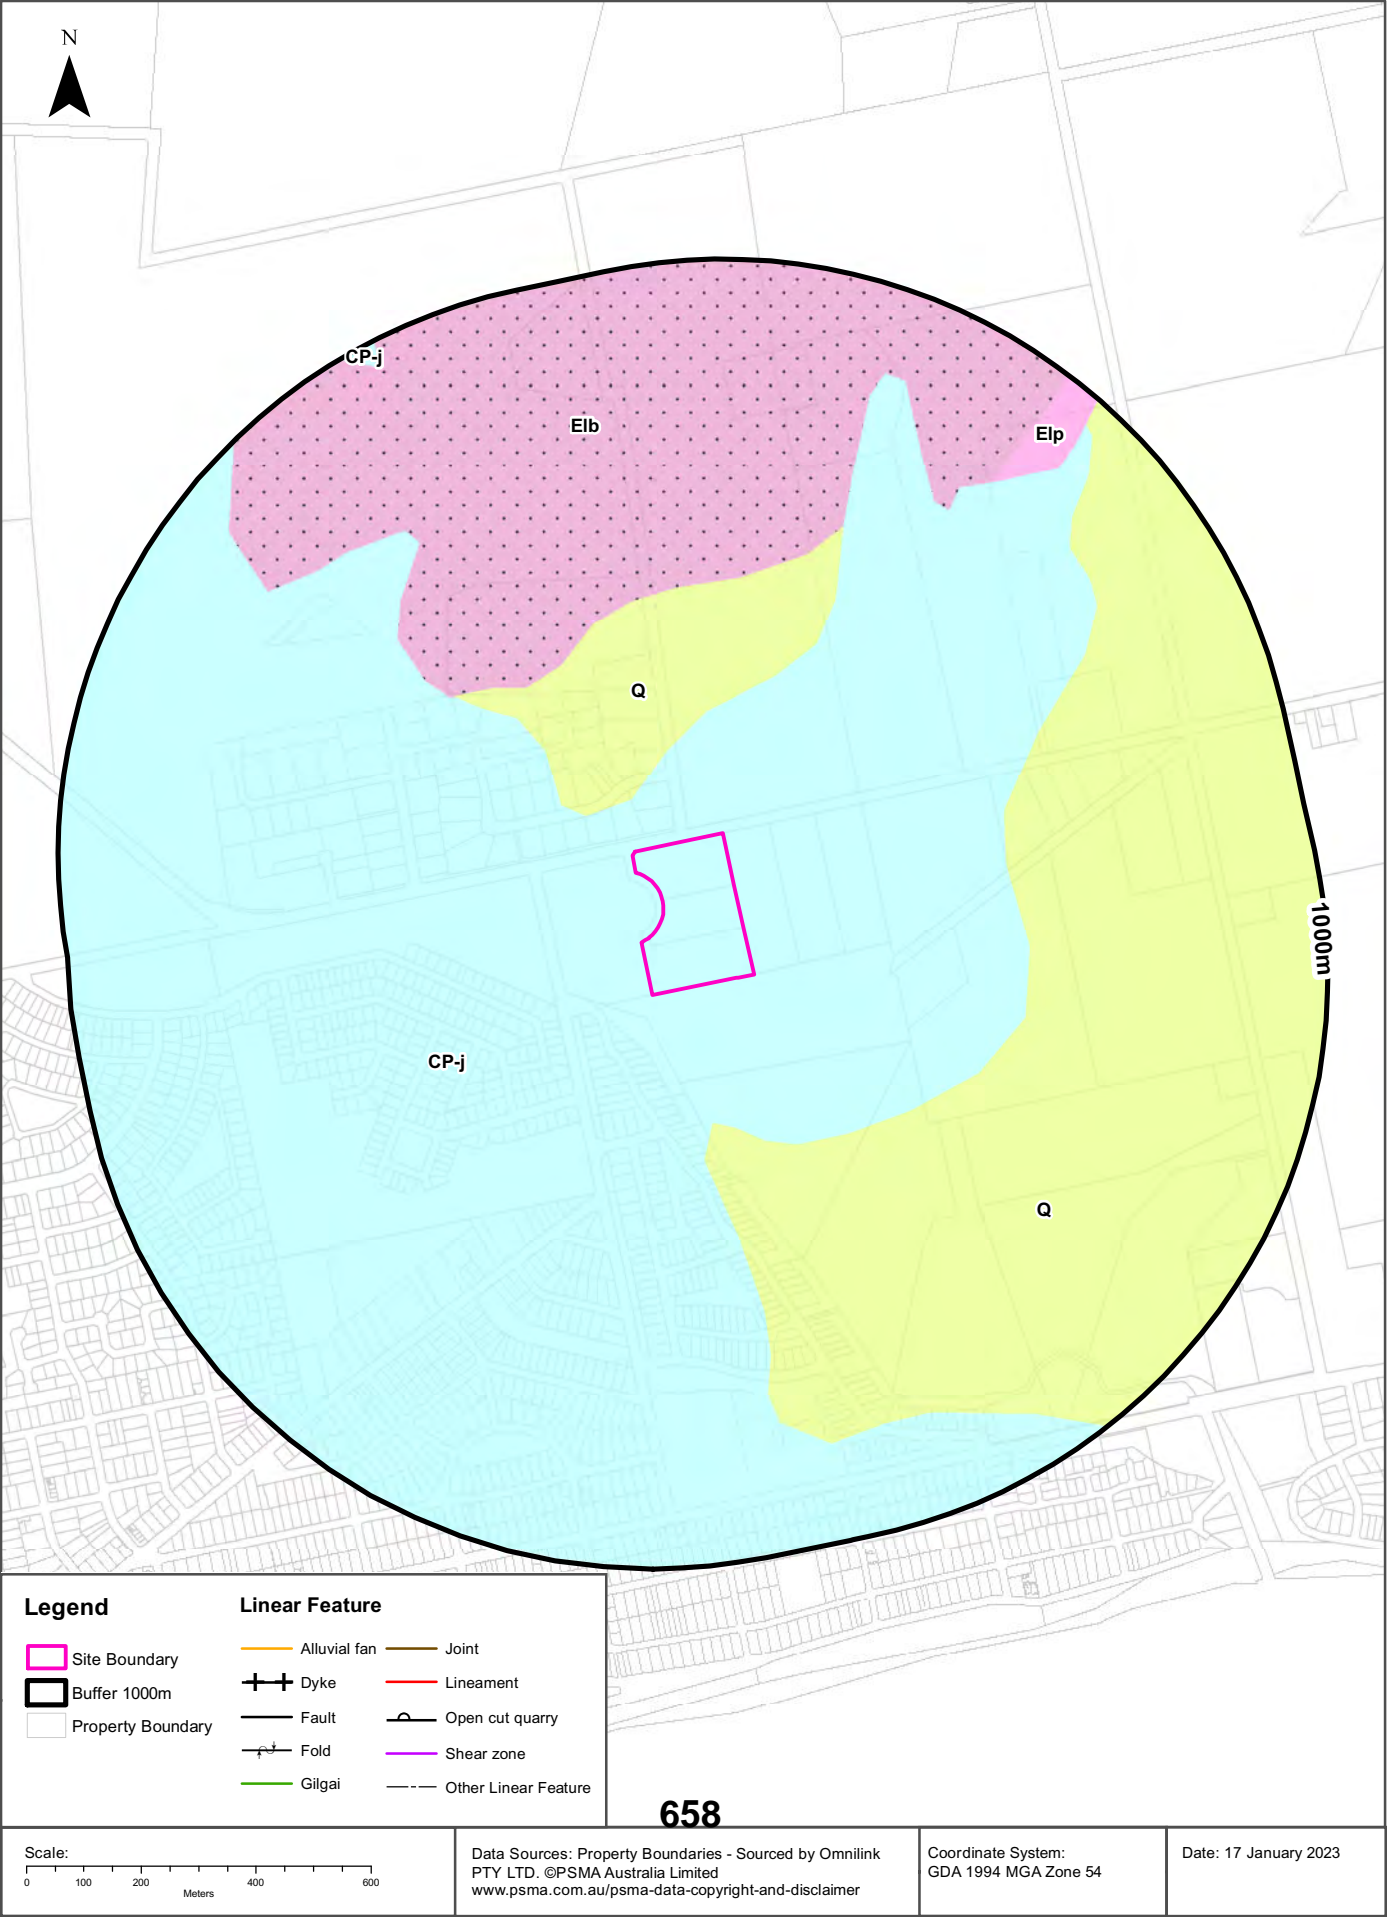 N
CP-j
Elb
Elp
Q
1000m
CP-j
Q
Legend
Site Boundary
Buffer 1000m
Property Boundary
Linear Feature
Alluvial fan
Dyke
Fault
Fold
Gilgai
Joint
Lineament
Open cut quarry
Shear zone
Other Linear Feature
658
Scale:
0 100 200 400 600
Meters
Data Sources: Property Boundaries - Sourced by Omnilink
PTY LTD. ©PSMA Australia Limited
www.psma.com.au/psma-data-copyright-and-disclaimer
Coordinate System:
GDA 1994 MGA Zone 54
Date: 17 January 2023